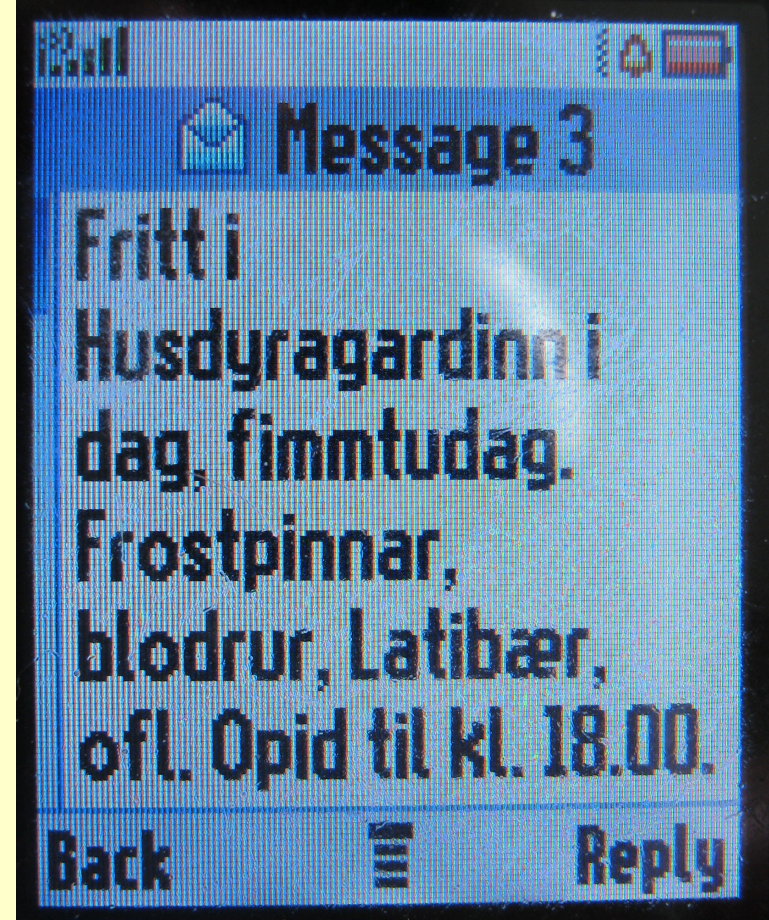 Message 3
Fritt i
Husdyragardinn i
dag, fimmtudag.
Frostpinnar,
blodrur, Latibær,
ofl. Opid til kl. 18.00.
Back
Reply